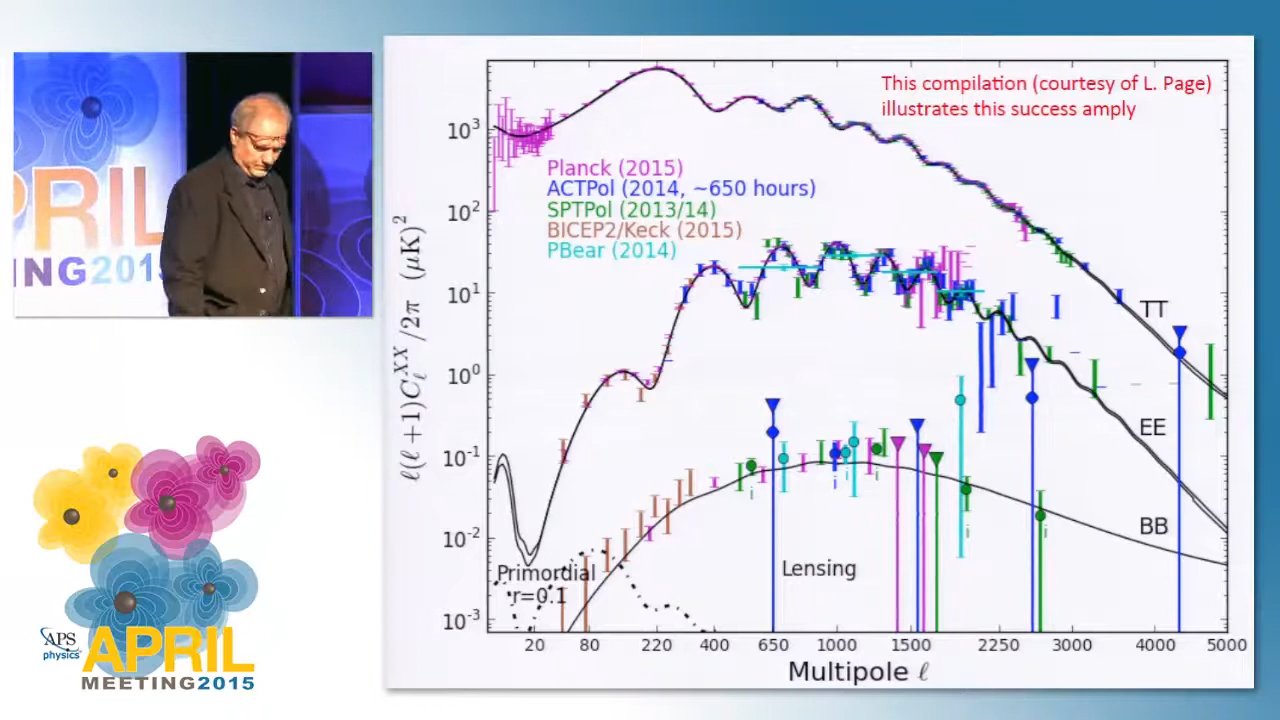 PRIL
ING2015
This compilation (courtesy of L. Page)
illustrates this success amply
Planck (2015)
ACTPol (2014, ~650 hours)
SPTPol (2013/14)
BICEP2/Keck (2015)
PBear (2014)
ℓ(ℓ+1)C_ℓ^{XX}/2π (μK)²
10³
10²
10¹
10⁰
10⁻¹
10⁻²
10⁻³
TT
EE
BB
Primordial
r=0.1
Lensing
20 80 220 400 650 1000 1500 2250 3000 4000 5000
Multipole ℓ
APS
physics
APRIL
MEETING2015